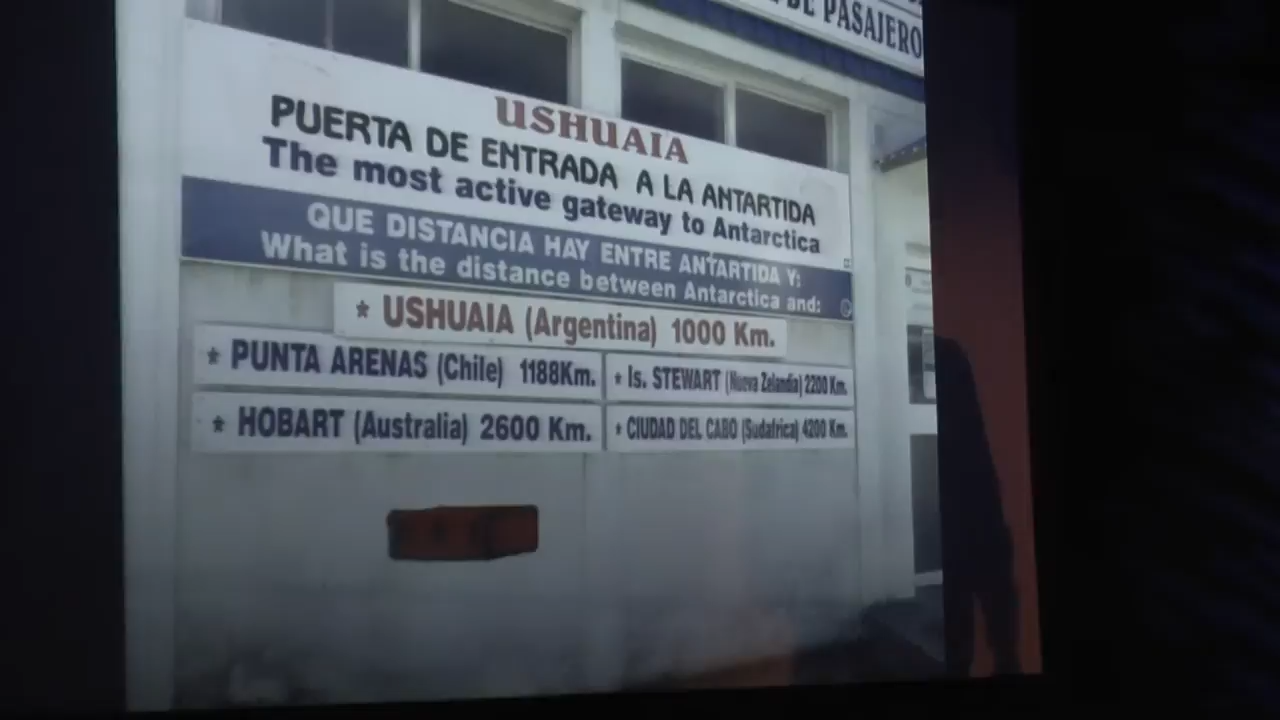 DE PASAJERO
USHUAIA
PUERTA DE ENTRADA A LA ANTARTIDA
The most active gateway to Antarctica
QUE DISTANCIA HAY ENTRE ANTARTIDA Y:
What is the distance between Antarctica and:
* USHUAIA (Argentina) 1000 Km.
* PUNTA ARENAS (Chile) 1188Km.
* Is. STEWART (Nueva Zelandia) 2200 Km.
* HOBART (Australia) 2600 Km.
* CIUDAD DEL CABO (Sudafrica) 4200 Km.